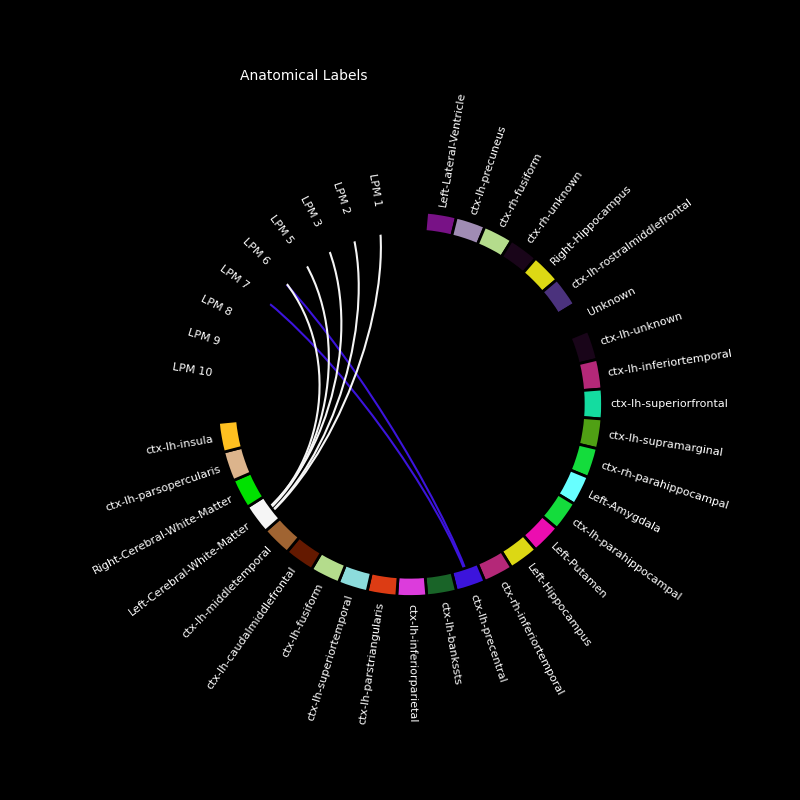 Anatomical Labels
Left-Lateral-Ventricle
ctx-lh-precuneus
ctx-rh-fusiform
ctx-rh-unknown
Right-Hippocampus
ctx-lh-rostralmiddlefrontal
Unknown
ctx-lh-unknown
ctx-lh-inferiortemporal
ctx-lh-superiorfrontal
ctx-lh-supramarginal
ctx-rh-parahippocampal
Left-Amygdala
ctx-lh-parahippocampal
Left-Putamen
Left-Hippocampus
ctx-rh-inferiortemporal
ctx-lh-precentral
ctx-lh-bankssts
ctx-lh-inferiorparietal
ctx-lh-parstriangularis
ctx-lh-superiortemporal
ctx-lh-fusiform
ctx-lh-caudalmiddlefrontal
ctx-lh-middletemporal
Left-Cerebral-White-Matter
Right-Cerebral-White-Matter
ctx-lh-parsopercularis
ctx-lh-insula
LPM 10
LPM 9
LPM 8
LPM 7
LPM 6
LPM 5
LPM 3
LPM 2
LPM 1